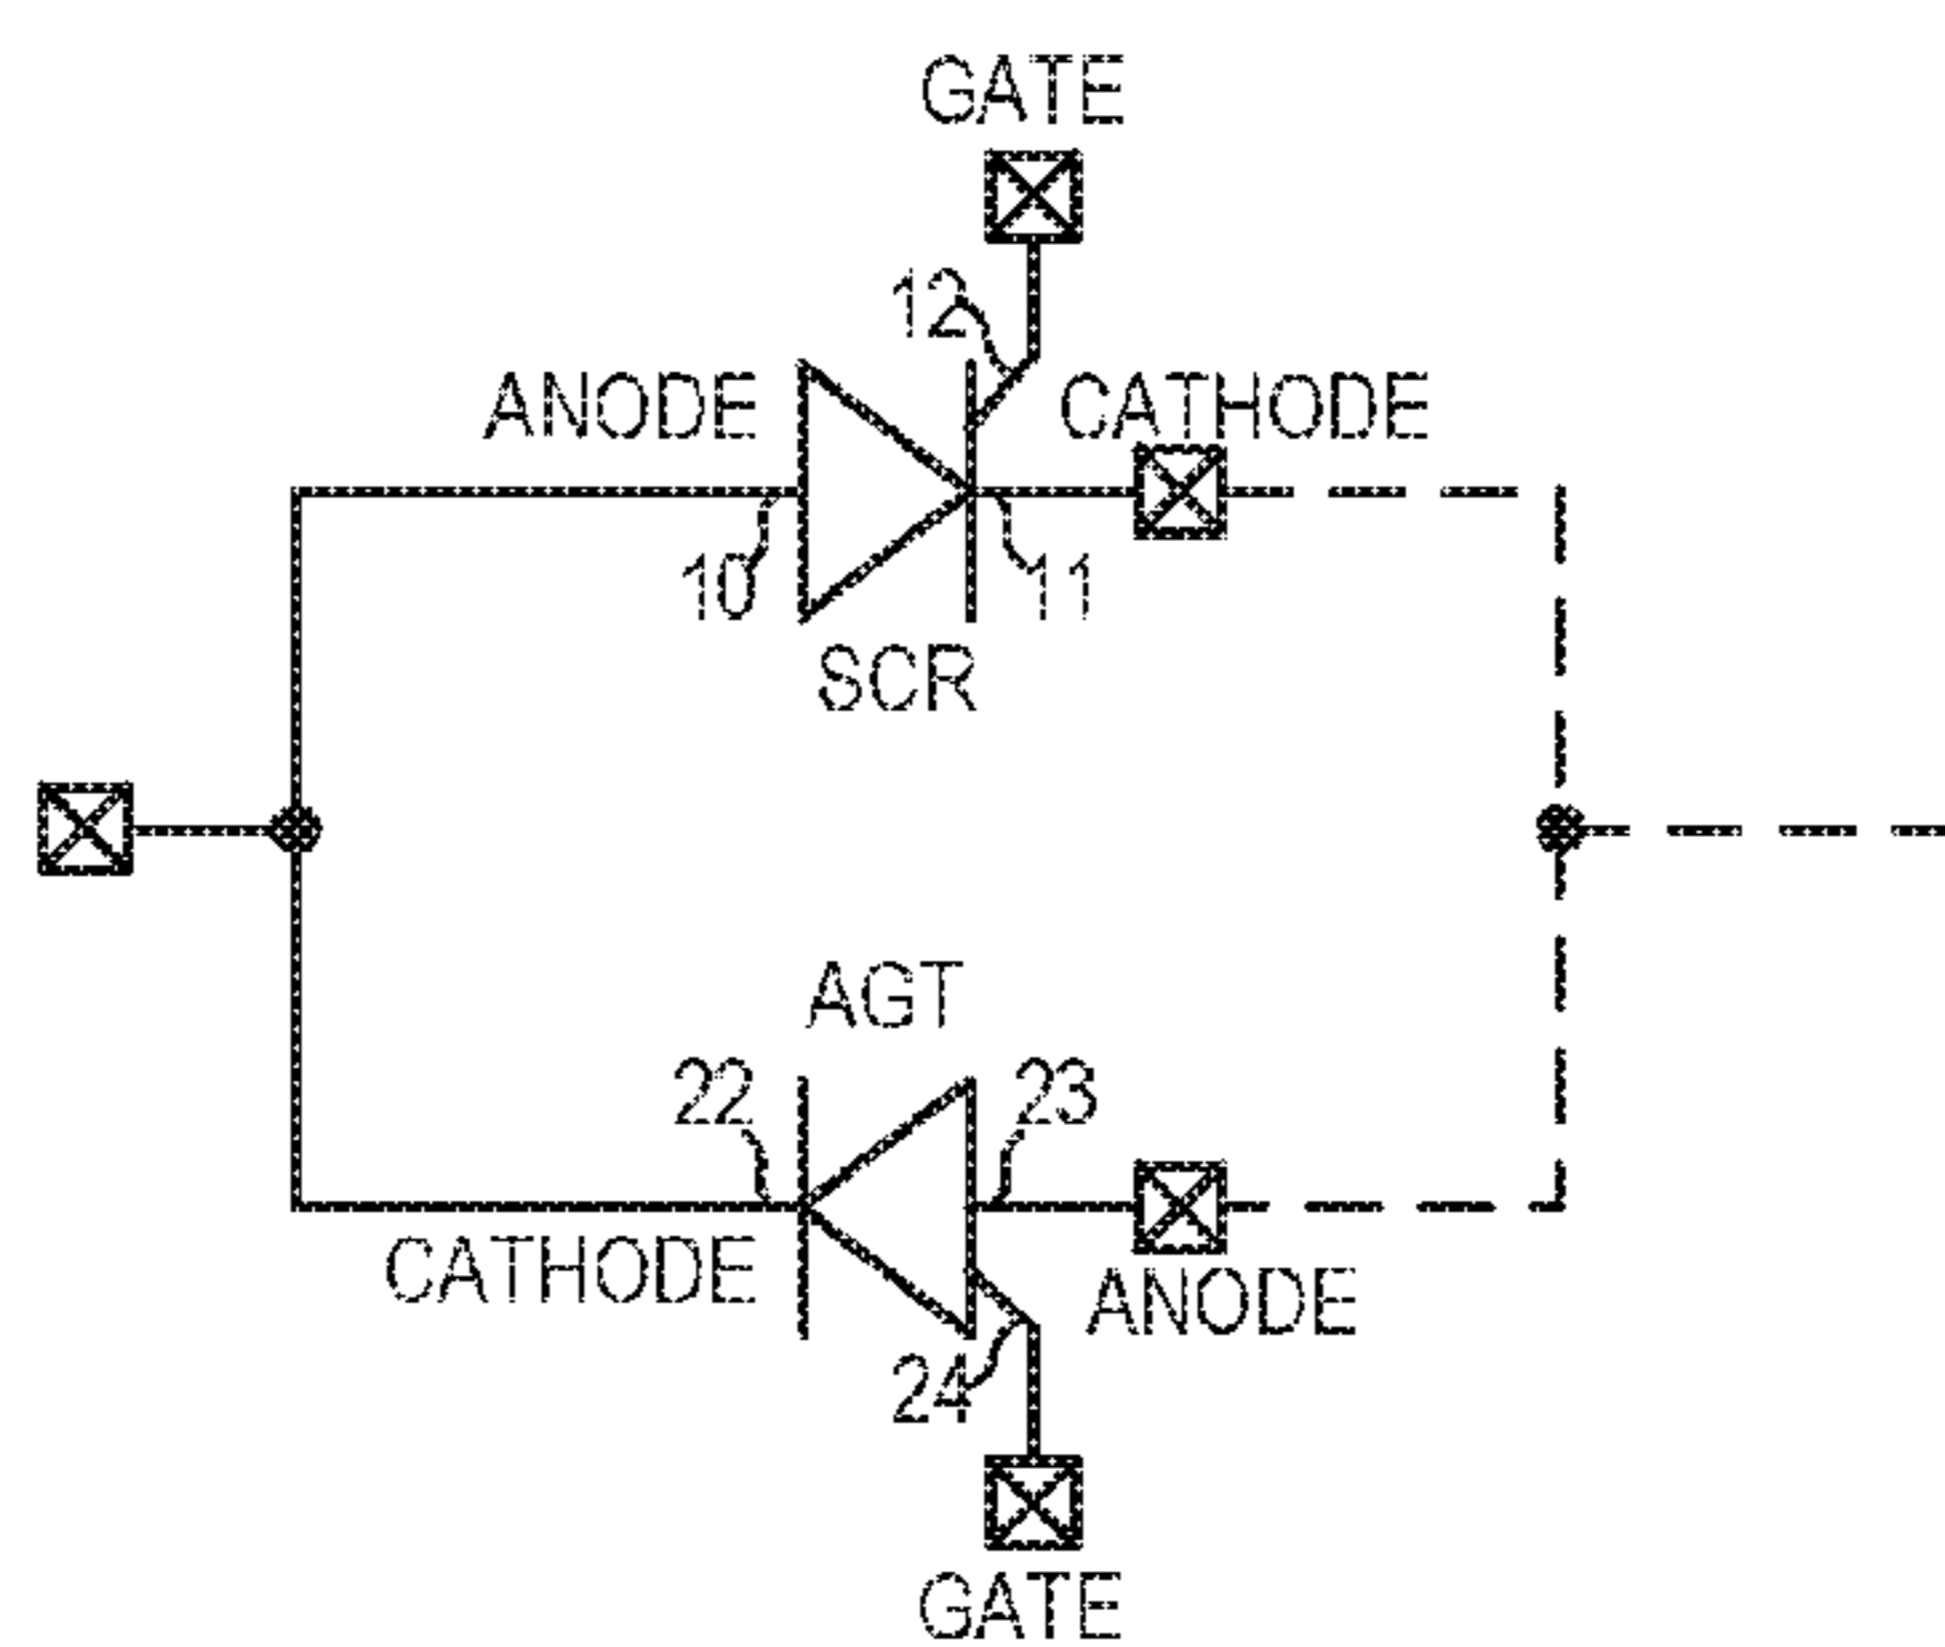 GATE
12
ANODE
CATHODE
10
11
SCR
AGT
22
23
CATHODE
ANODE
24
GATE